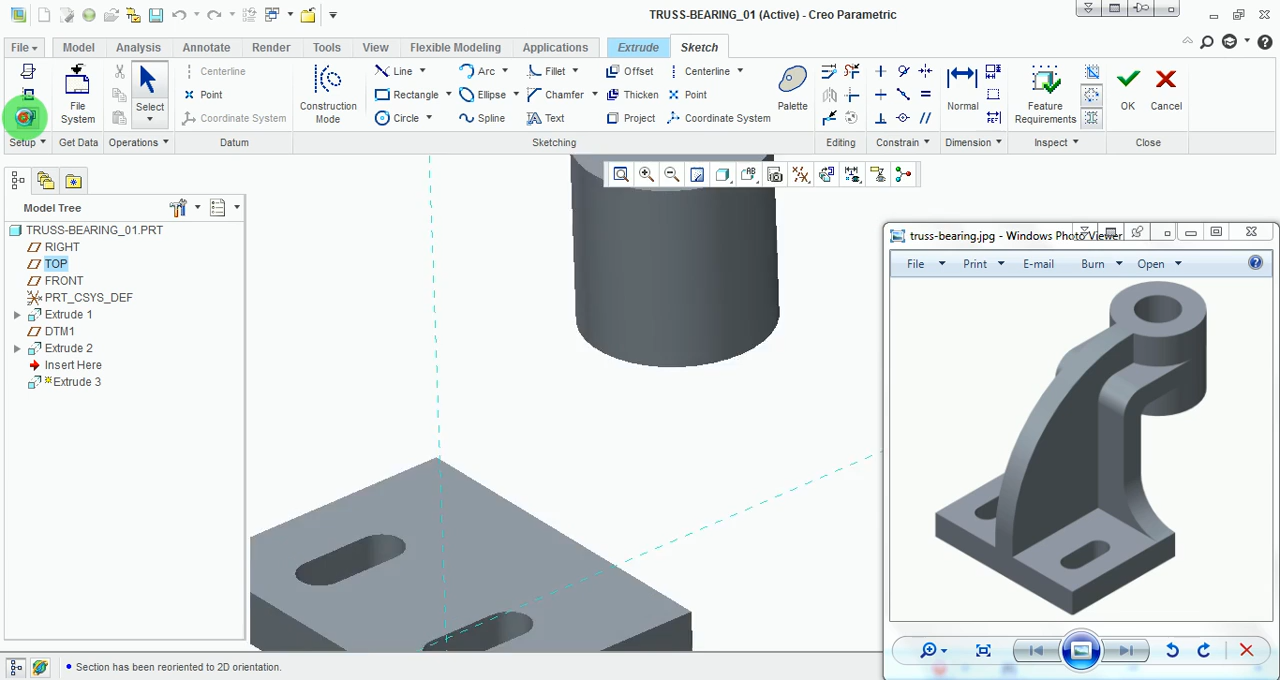 TRUSS-BEARING_01 (Active) - Creo Parametric
File Model Analysis Annotate Render Tools View Flexible Modeling Applications Extrude Sketch
Centerline Line Arc Fillet Offset Centerline
Point Rectangle Ellipse Chamfer Thicken Point
Coordinate System Circle Spline Text Project Coordinate System
File System
Select
Construction Mode
Palette
Normal
Feature Requirements
OK
Cancel
Setup Get Data Operations Datum Sketching Editing Constrain Dimension Inspect Close
Model Tree
TRUSS-BEARING_01.PRT
RIGHT
TOP
FRONT
PRT_CSYS_DEF
Extrude 1
DTM1
Extrude 2
Insert Here
Extrude 3
truss-bearing.jpg - Windows Photo Viewer
File Print E-mail Burn Open
• Section has been reoriented to 2D orientation.